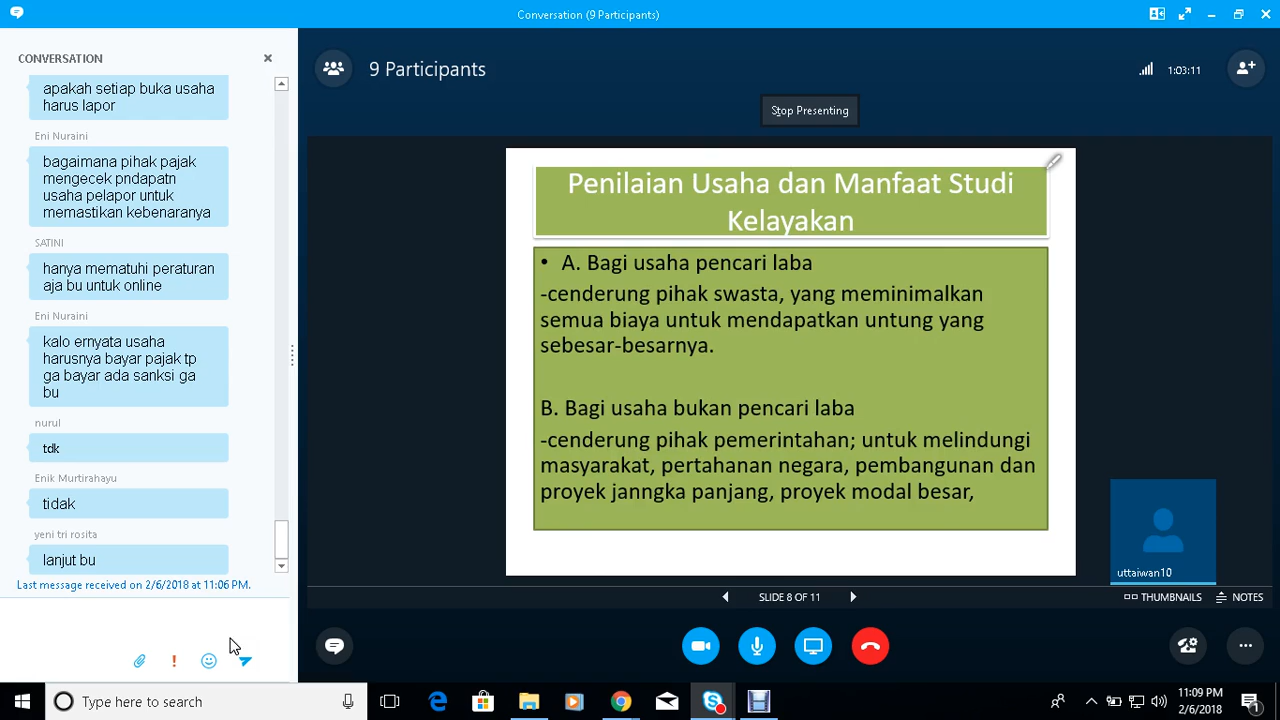 Conversation (9 Participants)
CONVERSATION
apakah setiap buka usaha
harus lapor
Eni Nuraini
bagaimana pihak pajak
mengecek pndapatn
usaha pelapor untuk
memastikan kebenaranya
SATINI
hanya mematuhi peraturan
aja bu untuk online
Eni Nuraini
kalo ernyata usaha
harusnya bayar pajak tp
ga bayar ada sanksi ga
bu
nurul
tdk
Enik Murtirahayu
tidak
yeni tri rosita
lanjut bu
Last message received on 2/6/2018 at 11:06 PM.
9 Participants
1:03:11
Stop Presenting
Penilaian Usaha dan Manfaat Studi
Kelayakan
• A. Bagi usaha pencari laba
-cenderung pihak swasta, yang meminimalkan
semua biaya untuk mendapatkan untung yang
sebesar-besarnya.
B. Bagi usaha bukan pencari laba
-cenderung pihak pemerintahan; untuk melindungi
masyarakat, pertahanan negara, pembangunan dan
proyek janngka panjang, proyek modal besar,
uttaiwan10
SLIDE 8 OF 11
THUMBNAILS
NOTES
Type here to search
11:09 PM
2/6/2018
1